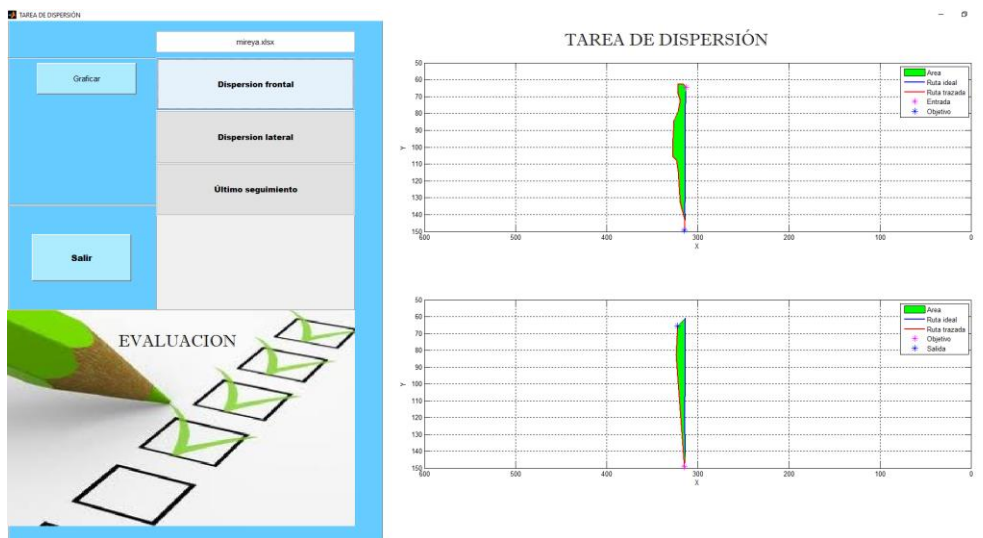 TAREA DE DISPERSIÓN
mireya.xlsx
Graficar
Dispersion frontal
Dispersion lateral
Último seguimiento
Salir
EVALUACION
TAREA DE DISPERSIÓN
50
60
70
80
90
100
110
120
130
140
150
Y
600
500
400
300
200
100
0
X
Area
Ruta ideal
Ruta trazada
Entrada
Objetivo
50
60
70
80
90
100
110
120
130
140
150
Y
600
500
400
300
200
100
0
X
Area
Ruta ideal
Ruta trazada
Objetivo
Salida